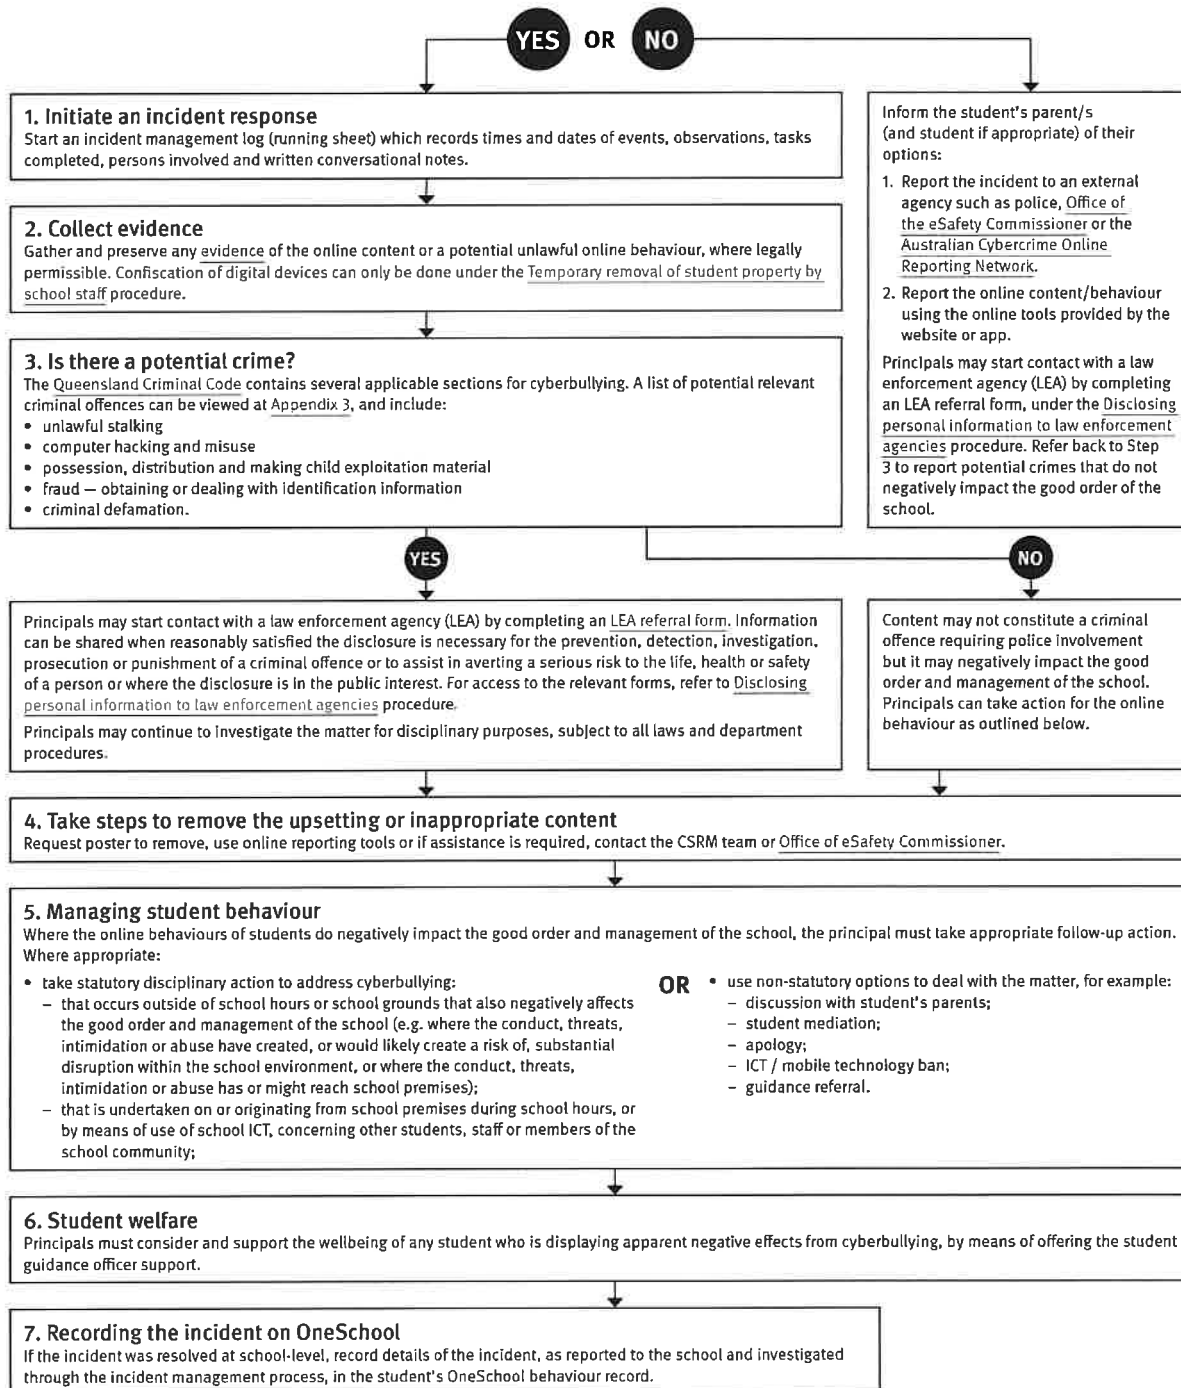 YES OR NO
1. Initiate an incident response
Start an incident management log (running sheet) which records times and dates of events, observations, tasks
completed, persons involved and written conversational notes.
2. Collect evidence
Gather and preserve any evidence of the online content or a potential unlawful online behaviour, where legally
permissible. Confiscation of digital devices can only be done under the Temporary removal of student property by
school staff procedure.
3. Is there a potential crime?
The Queensland Criminal Code contains several applicable sections for cyberbullying. A list of potential relevant
criminal offences can be viewed at Appendix 3, and include:
• unlawful stalking
• computer hacking and misuse
• possession, distribution and making child exploitation material
• fraud — obtaining or dealing with identification information
• criminal defamation.
Inform the student's parent/s
(and student if appropriate) of their
options:
1. Report the incident to an external
agency such as police, Office of
the eSafety Commissioner or the
Australian Cybercrime Online
Reporting Network.
2. Report the online content/behaviour
using the online tools provided by the
website or app.
Principals may start contact with a law
enforcement agency (LEA) by completing
an LEA referral form, under the Disclosing
personal information to law enforcement
agencies procedure. Refer back to Step
3 to report potential crimes that do not
negatively impact the good order of the
school.
YES
NO
Principals may start contact with a law enforcement agency (LEA) by completing an LEA referral form. Information
can be shared when reasonably satisfied the disclosure is necessary for the prevention, detection, investigation,
prosecution or punishment of a criminal offence or to assist in averting a serious risk to the life, health or safety
of a person or where the disclosure is in the public interest. For access to the relevant forms, refer to Disclosing
personal information to law enforcement agencies procedure.
Principals may continue to investigate the matter for disciplinary purposes, subject to all laws and department
procedures.
Content may not constitute a criminal
offence requiring police involvement
but it may negatively impact the good
order and management of the school.
Principals can take action for the online
behaviour as outlined below.
4. Take steps to remove the upsetting or inappropriate content
Request poster to remove, use online reporting tools or if assistance is required, contact the CSRM team or Office of eSafety Commissioner.
5. Managing student behaviour
Where the online behaviours of students do negatively impact the good order and management of the school, the principal must take appropriate follow-up action.
Where appropriate:
• take statutory disciplinary action to address cyberbullying:
– that occurs outside of school hours or school grounds that also negatively affects
the good order and management of the school (e.g. where the conduct, threats,
intimidation or abuse have created, or would likely create a risk of, substantial
disruption within the school environment, or where the conduct, threats,
intimidation or abuse has or might reach school premises);
– that is undertaken on or originating from school premises during school hours, or
by means of use of school ICT, concerning other students, staff or members of the
school community;
OR
• use non-statutory options to deal with the matter, for example:
– discussion with student's parents;
– student mediation;
– apology;
– ICT / mobile technology ban;
– guidance referral.
6. Student welfare
Principals must consider and support the wellbeing of any student who is displaying apparent negative effects from cyberbullying, by means of offering the student
guidance officer support.
7. Recording the incident on OneSchool
If the incident was resolved at school-level, record details of the incident, as reported to the school and investigated
through the incident management process, in the student's OneSchool behaviour record.